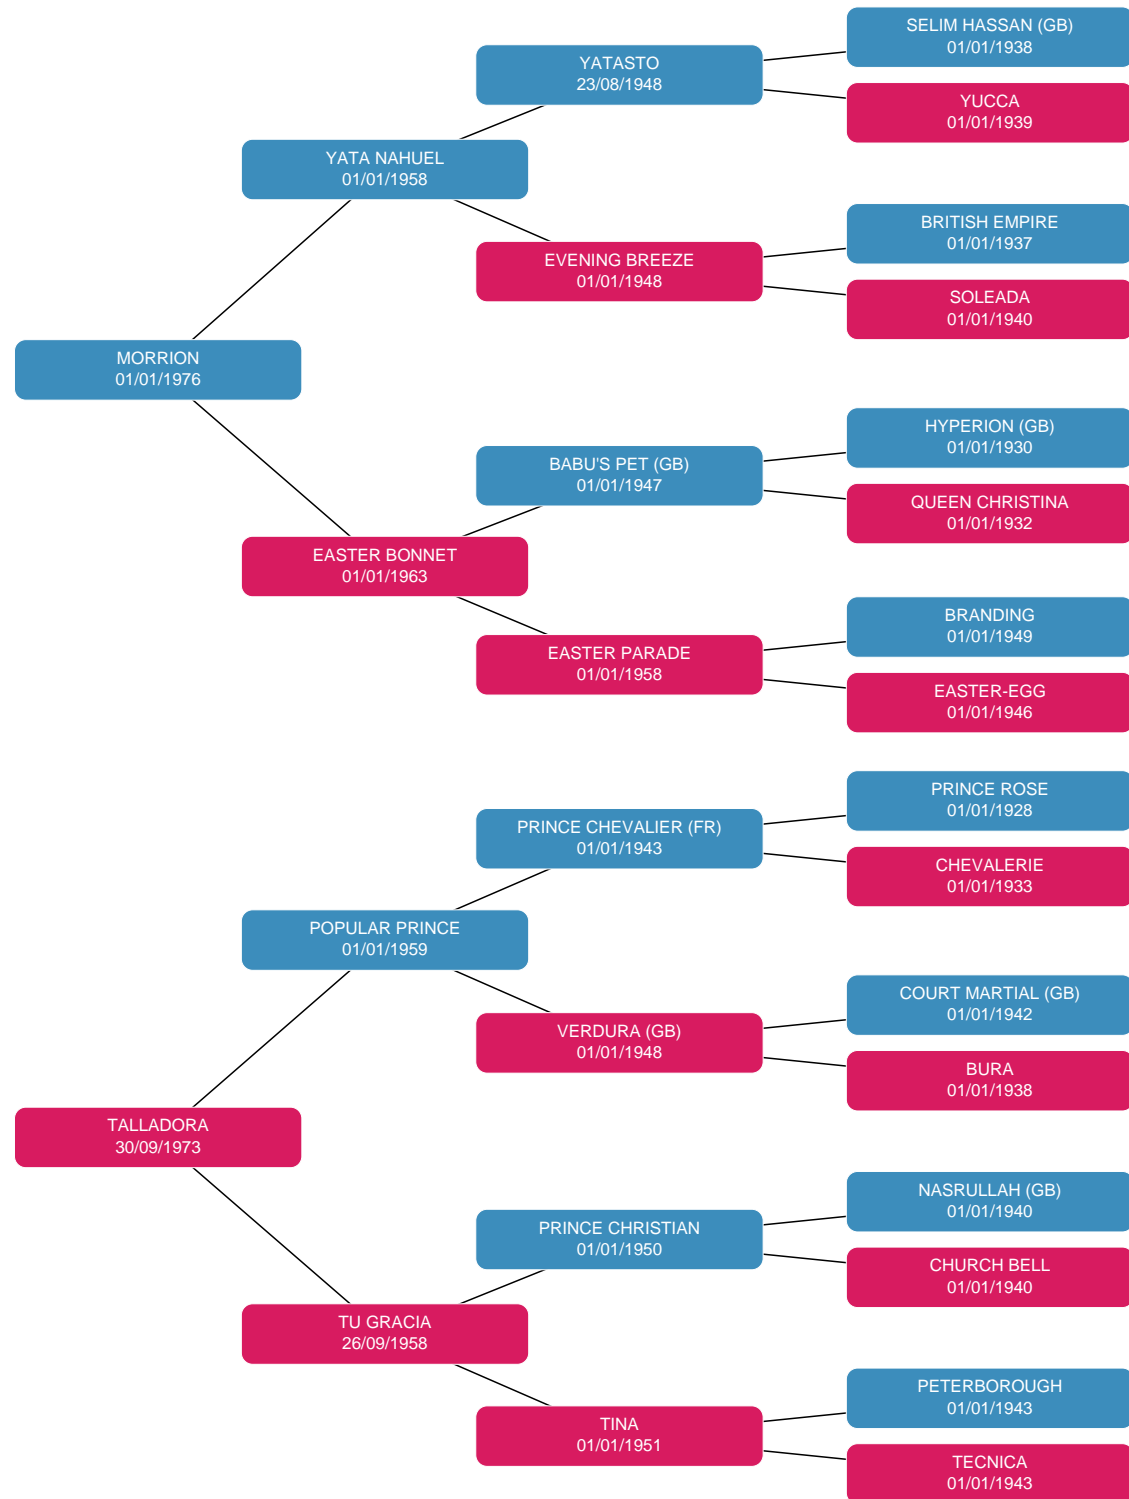 SELIM HASSAN (GB)
01/01/1938
YATASTO
23/08/1948
YUCCA
01/01/1939
YATA NAHUEL
01/01/1958
BRITISH EMPIRE
01/01/1937
EVENING BREEZE
01/01/1948
SOLEADA
01/01/1940
MORRION
01/01/1976
HYPERION (GB)
01/01/1930
BABU'S PET (GB)
01/01/1947
QUEEN CHRISTINA
01/01/1932
EASTER BONNET
01/01/1963
BRANDING
01/01/1949
EASTER PARADE
01/01/1958
EASTER-EGG
01/01/1946
PRINCE ROSE
01/01/1928
PRINCE CHEVALIER (FR)
01/01/1943
CHEVALERIE
01/01/1933
POPULAR PRINCE
01/01/1959
COURT MARTIAL (GB)
01/01/1942
VERDURA (GB)
01/01/1948
BURA
01/01/1938
TALLADORA
30/09/1973
NASRULLAH (GB)
01/01/1940
PRINCE CHRISTIAN
01/01/1950
CHURCH BELL
01/01/1940
TU GRACIA
26/09/1958
PETERBOROUGH
01/01/1943
TINA
01/01/1951
TECNICA
01/01/1943